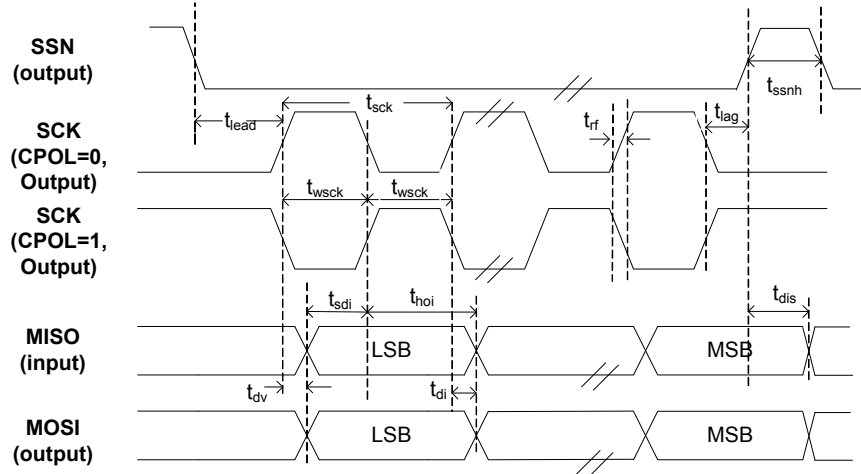 SSN
(output)
t_ssnh
t_sck
t_lead
t_rf
t_lag
SCK
(CPOL=0,
Output)
t_wsck t_wsck
SCK
(CPOL=1,
Output)
t_sdi t_hoi t_dis
MISO
(input)
LSB MSB
t_dv t_di
MOSI
(output)
LSB MSB